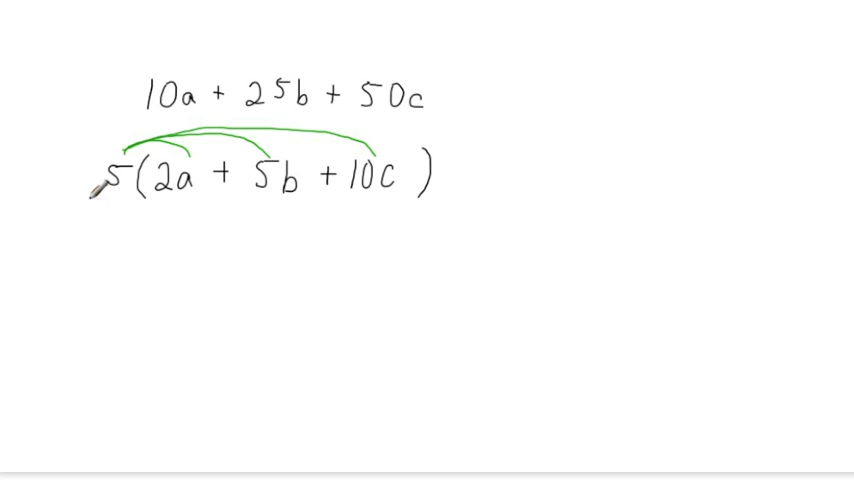 10a + 25b + 50c
5(2a + 5b + 10c)